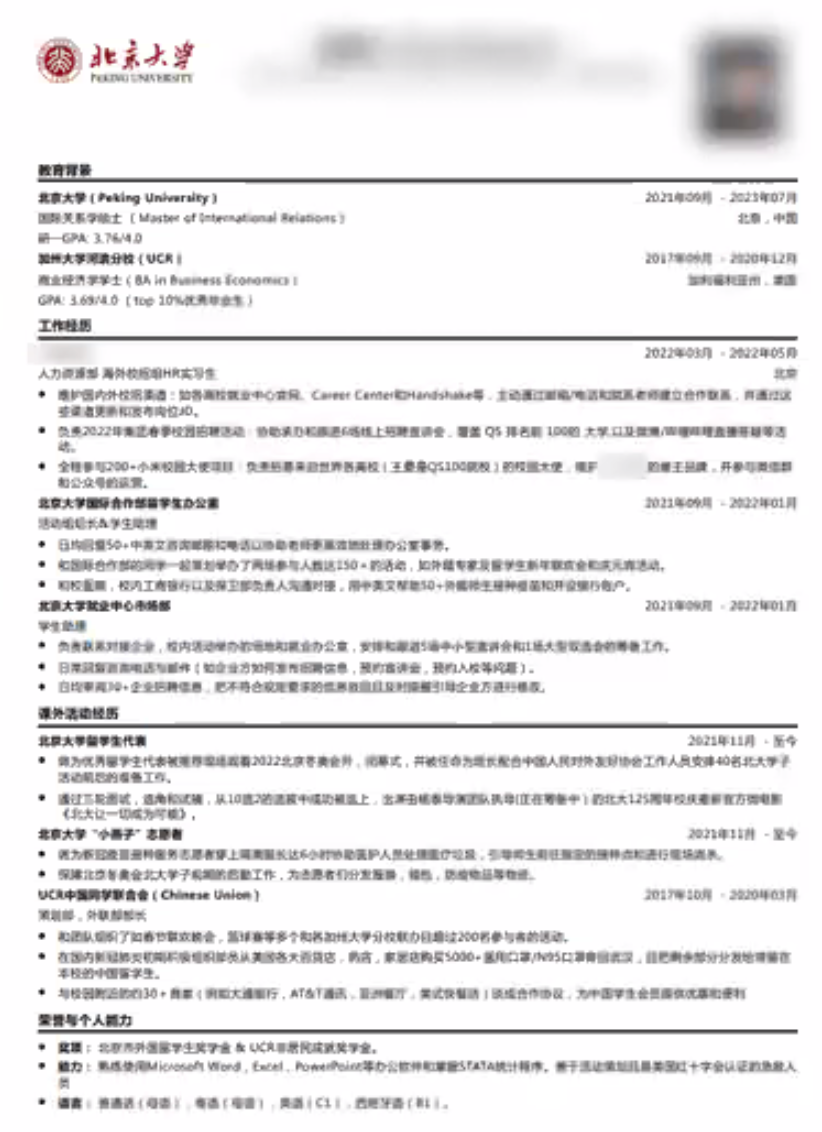 北京大学
PEKING UNIVERSITY
教育背景
北京大学（Peking University） 2021年09月 - 2023年07月
国际关系学硕士（Master of International Relations） 北京，中国
研一GPA: 3.76/4.0
加州大学河滨分校（UCR） 2017年09月 - 2020年12月
商业经济学学士（BA in Business Economics） 加利福利亚州，美国
GPA: 3.69/4.0（top 10%优秀毕业生）
工作经历
2022年03月 - 2022年05月
人力资源部 海外校招组HR实习生 北京
维护国内外校招渠道：如各高校就业中心官网、Career Center和Handshake等，主动通过邮箱/电话和就业老师建立合作联系，并通过这
些渠道更新和发布岗位JD。
负责2022年集团春季校园招聘活动：协助承办和跟进6场线上招聘宣讲会，覆盖 QS 排名前 100的 大学,以及微博/哔哩哔哩直播答疑等活
动。
全程参与200+小米校园大使项目：负责招募来自世界各高校（主要是QS100院校）的校园大使，维护 的雇主品牌，并参与微信群
和公众号的运营。
北京大学国际合作部留学生办公室 2021年09月 - 2022年01月
活动组组长&学生助理
日均回复50+中英文咨询邮箱和电话以协助老师更高效地处理办公室事务。
和国际合作部的同学一起策划举办了两场参与人数达150+的活动，如外籍专家及留学生新年联欢会和庆元宵活动。
和校医院，校内工商银行以及保卫部负责人沟通对接，用中英文帮助50+外籍师生接种疫苗和开设银行账户。
北京大学就业中心市场部 2021年09月 - 2022年01月
学生助理
负责联系对接企业，校内活动举办的场地和就业办公室，安排和跟进5场中小型宣讲会和1场大型双选会的筹备工作。
日常回复咨询电话与邮件（如企业方如何发布招聘信息，预约宣讲会，预约入校等问题）。
日均审阅30+企业招聘信息，把不符合规矩要求的信息驳回且及时提醒引导企业方进行修改。
课外活动经历
北京大学留学生代表 2021年11月 - 至今
作为优秀留学生代表被推荐现场观看2022北京冬奥会开，闭幕式，并被任命为组长配合中国人民对外友好协会工作人员安排40名北大学子
活动前后的准备工作。
通过三轮面试，选角和试镜，从10选2的选拔中成功被选上，出演由 导演团队执导(正在筹备中）的北大125周年校庆最新官方微电影
《北大让一切成为可能》。
北京大学“小燕子”志愿者 2021年11月 - 至今
作为新冠疫苗接种服务志愿者穿上隔离服长达6小时协助医护人员处理医疗垃圾，引导师生前往指定的接种点和进行现场消杀。
保障北京冬奥会北大学子观赛的后勤工作，为志愿者们分发服装，餐包，防疫物品等物资。
UCR中国同学联合会（Chinese Union） 2017年10月 - 2020年03月
策划部，外联部部长
和团队组织了如春节联欢晚会，篮球赛等多个和各加州大学分校联办且超过200名参与者的活动。
在国内新冠肺炎初期积极组织部员从美国各大百货店，药店，家居店购买5000+医用口罩/N95口罩寄回武汉，且把剩余部分分发给滞留在
本校的中国留学生。
与校园附近的约30+商家（例如大通银行，AT&T通讯，亚洲餐厅，美式快餐店）谈成合作协议，为中国学生会员提供优惠和便利
荣誉与个人能力
奖项： 北京市外国留学生奖学金 & UCR非居民成就奖学金。
能力： 熟练使用Microsoft Word，Excel，PowerPoint等办公软件和掌握STATA统计程序。善于活动策划且是美国红十字会认证的急救人
员
语言： 普通话（母语），粤语（母语），英语（C1），西班牙语（B1）。